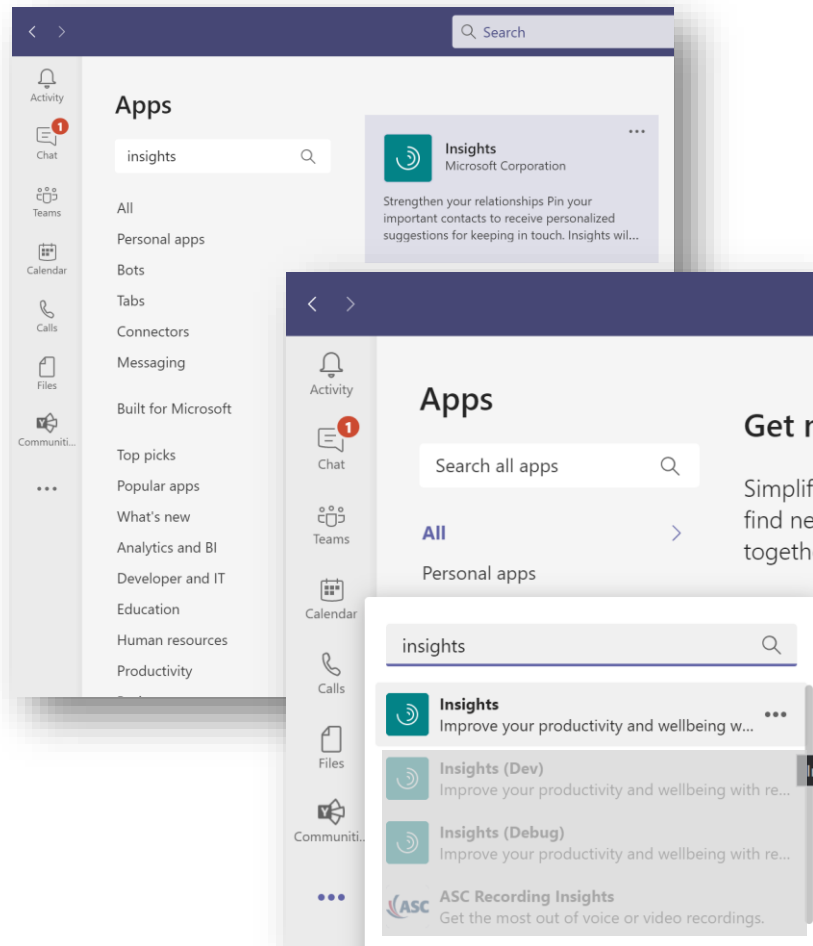 Search
Activity
1
Chat
Teams
Calendar
Calls
Files
Communiti...
Apps
insights
All
Personal apps
Bots
Tabs
Connectors
Messaging
Built for Microsoft
Top picks
Popular apps
What's new
Analytics and BI
Developer and IT
Education
Human resources
Productivity
Insights
Microsoft Corporation
Strengthen your relationships Pin your
important contacts to receive personalized
suggestions for keeping in touch. Insights wil...
Activity
1
Chat
Teams
Calendar
Calls
Files
Communiti..
Apps
Search all apps
All
Personal apps
Get
Simplif
find ne
togeth
insights
Insights
Improve your productivity and wellbeing w...
Insights (Dev)
Improve your productivity and wellbeing with re...
Insights (Debug)
Improve your productivity and wellbeing with re...
ASC
ASC Recording Insights
Get the most out of voice or video recordings.